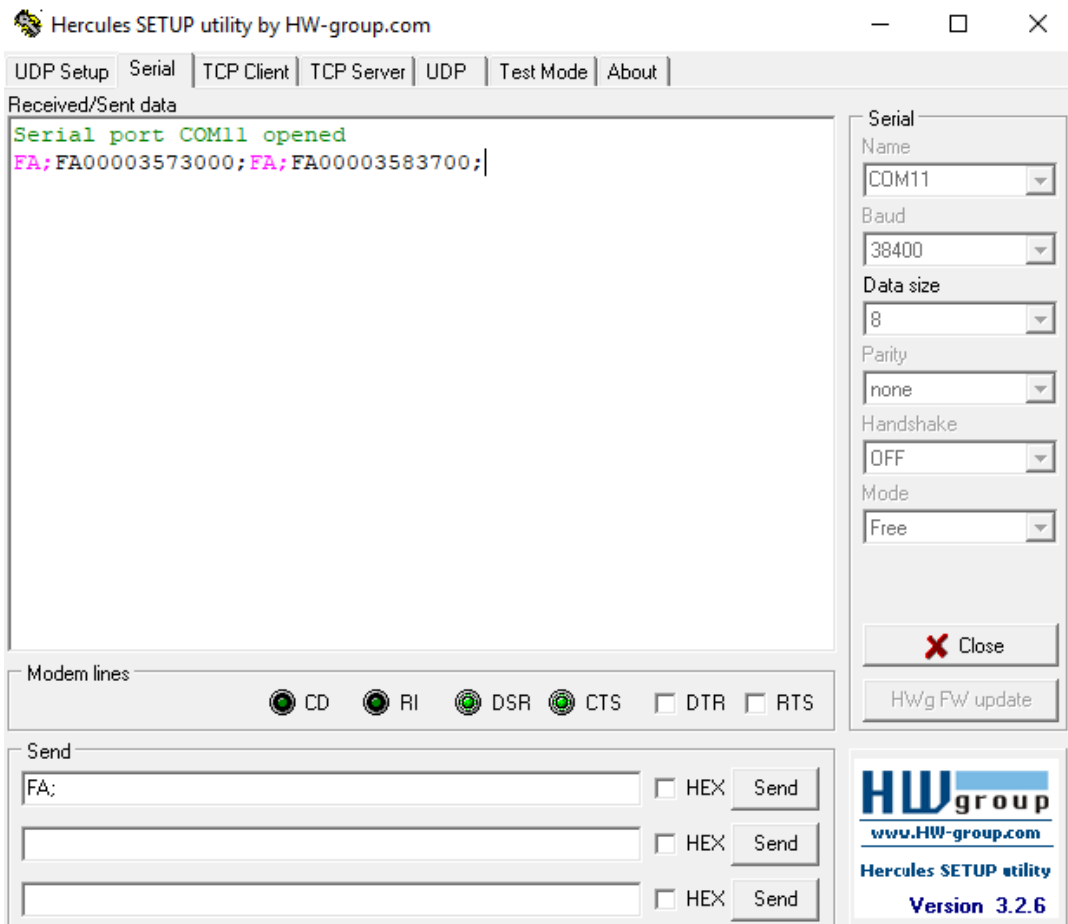 Hercules SETUP utility by HW-group.com
UDP Setup Serial TCP Client TCP Server UDP Test Mode About
Received/Sent data
Serial port COM11 opened
FA;FA00003573000;FA;FA00003583700;
Serial
Name
COM11
Baud
38400
Data size
8
Parity
none
Handshake
OFF
Mode
Free
Close
HWg FW update
Modem lines
CD RI DSR CTS DTR RTS
Send
FA; HEX Send
HEX Send
HEX Send
HW group
www.HW-group.com
Hercules SETUP utility
Version 3.2.6